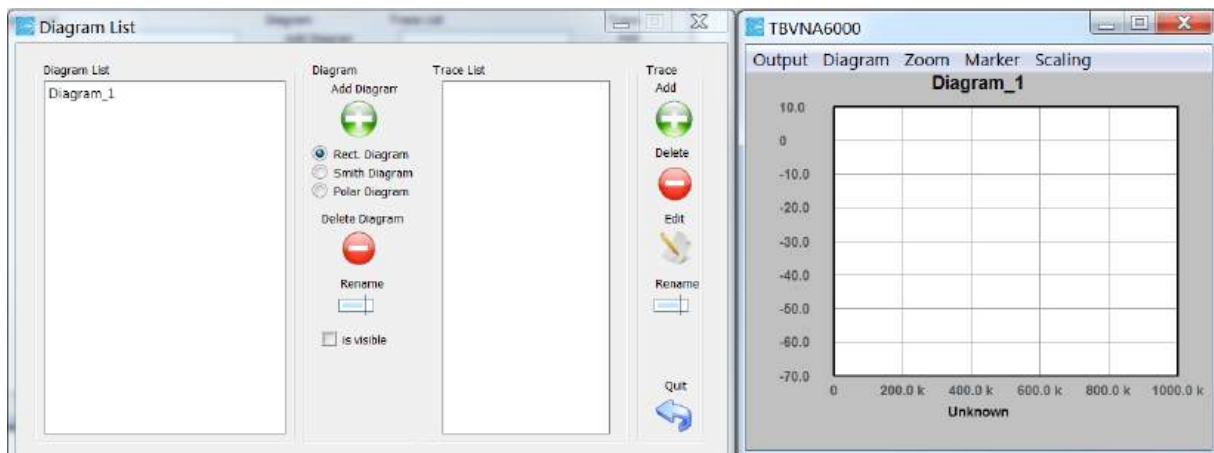 Diagram List
Diagram List
Diagram_1
Diagram
Add Diagram
Rect. Diagram
Smith Diagram
Polar Diagram
Delete Diagram
Rename
is visible
Trace List
Trace
Add
Delete
Edit
Rename
Quit
TBVNA6000
Output Diagram Zoom Marker Scaling
Diagram_1
10.0
0
-10.0
-20.0
-30.0
-40.0
-50.0
-60.0
-70.0
0 200.0 k 400.0 k 600.0 k 800.0 k 1000.0 k
Unknown